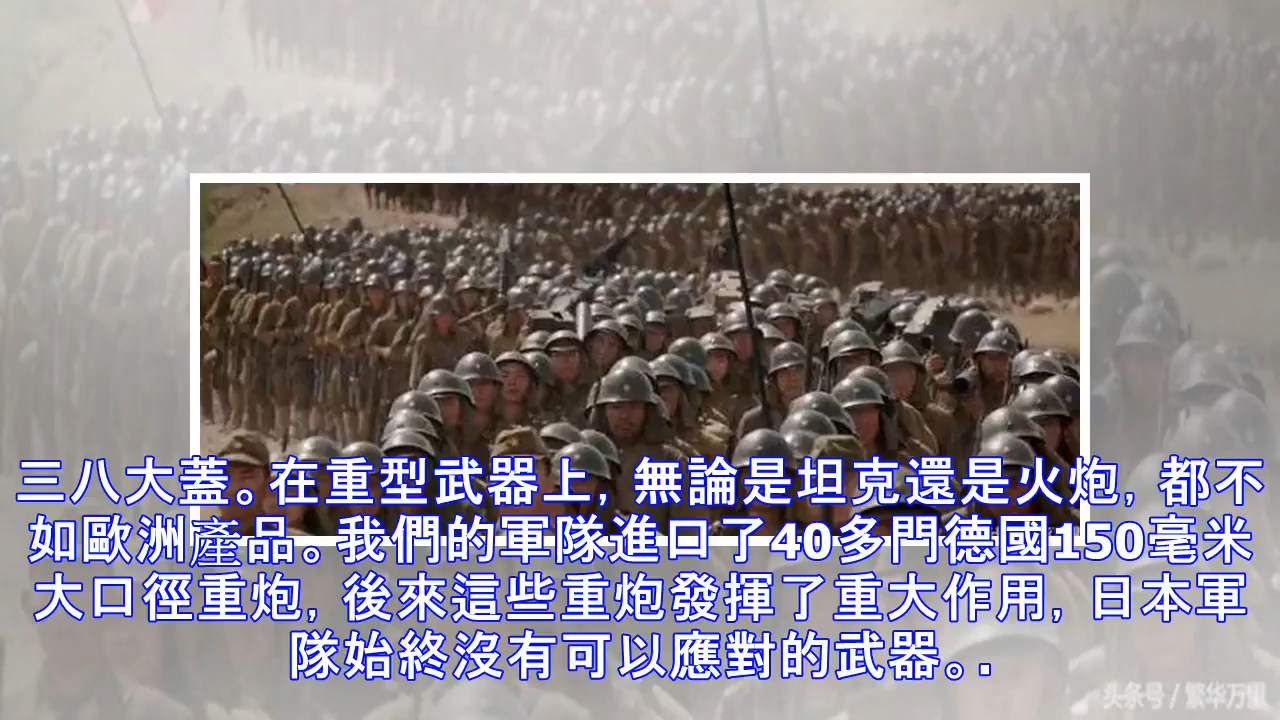 三八大蓋。在重型武器上, 無論是坦克還是火炮, 都不
如歐洲產品。我們的軍隊進口了40多門德國150毫米
大口徑重炮, 後來這些重炮發揮了重大作用, 日本軍
隊始終沒有可以應對的武器。.
头条号 / 繁华万里